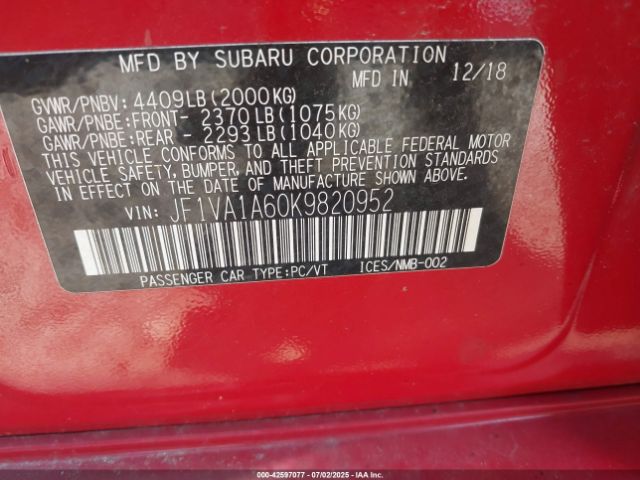 MFD BY SUBARU CORPORATION
MFD IN 12/18
GVWR/PNBV: 4409LB(2000KG)
GAWR/PNBE:FRONT- 2370LB(1075KG)
GAWR/PNBE:REAR - 2293LB(1040KG)
THIS VEHICLE CONFORMS TO ALL APPLICABLE FEDERAL MOTOR
VEHICLE SAFETY, BUMPER, AND THEFT PREVENTION STANDARDS
IN EFFECT ON THE DATE OF MANUFACTURE SHOWN ABOVE.
VIN: JF1VA1A60K9820952
PASSENGER CAR TYPE:PC/VT ICES/NMB-002
000-42597077 - 07/02/2025 - IAAI.COM